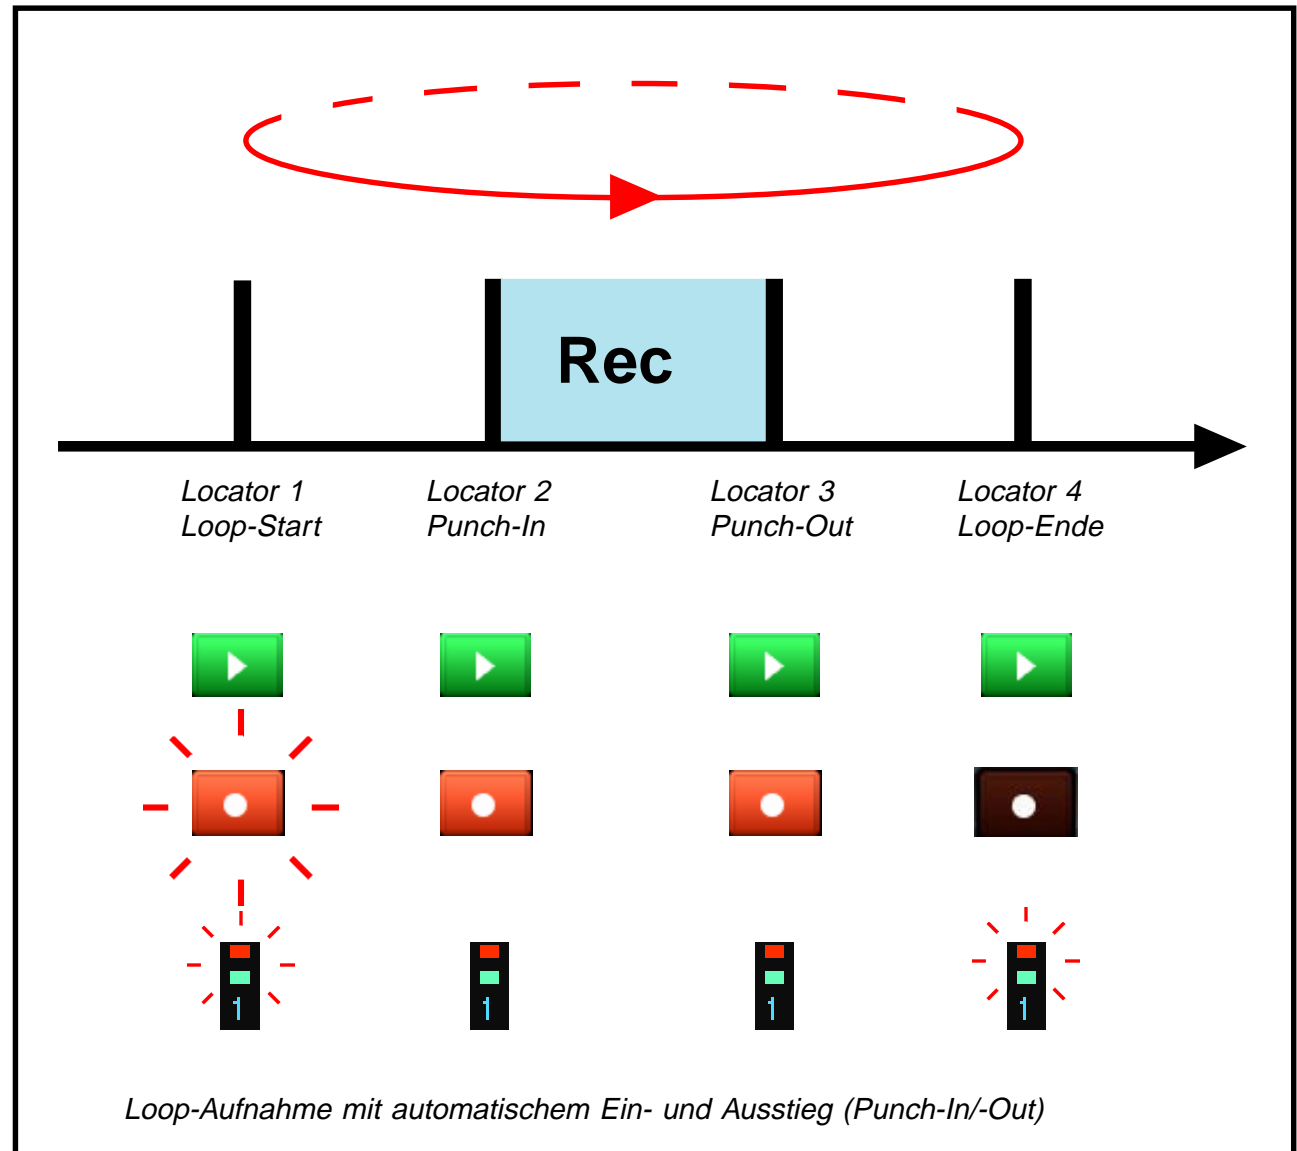 Rec
Locator 1
Loop-Start
Locator 2
Punch-In
Locator 3
Punch-Out
Locator 4
Loop-Ende
1
1
1
1
Loop-Aufnahme mit automatischem Ein- und Ausstieg (Punch-In/-Out)